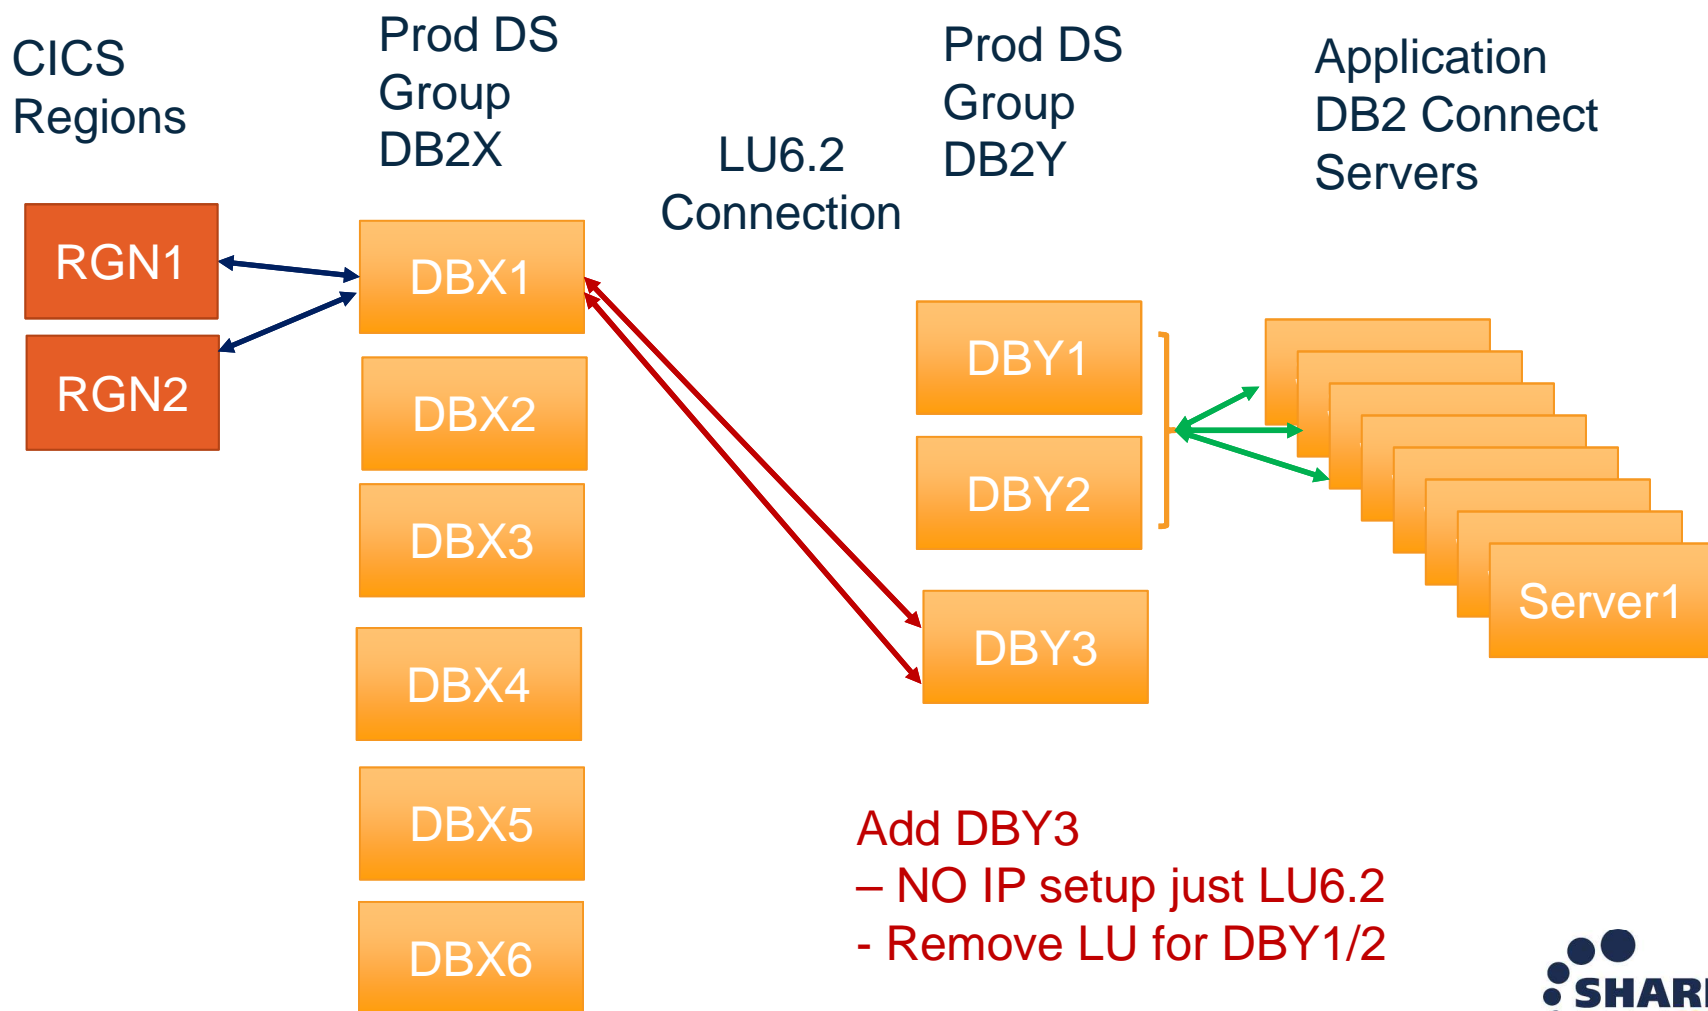 CICS
Regions
Prod DS
Group
DB2X
LU6.2
Connection
Prod DS
Group
DB2Y
Application
DB2 Connect
Servers
RGN1
RGN2
DBX1
DBX2
DBX3
DBX4
DBX5
DBX6
DBY1
DBY2
DBY3
Server1
Add DBY3
– NO IP setup just LU6.2
- Remove LU for DBY1/2
SHARE